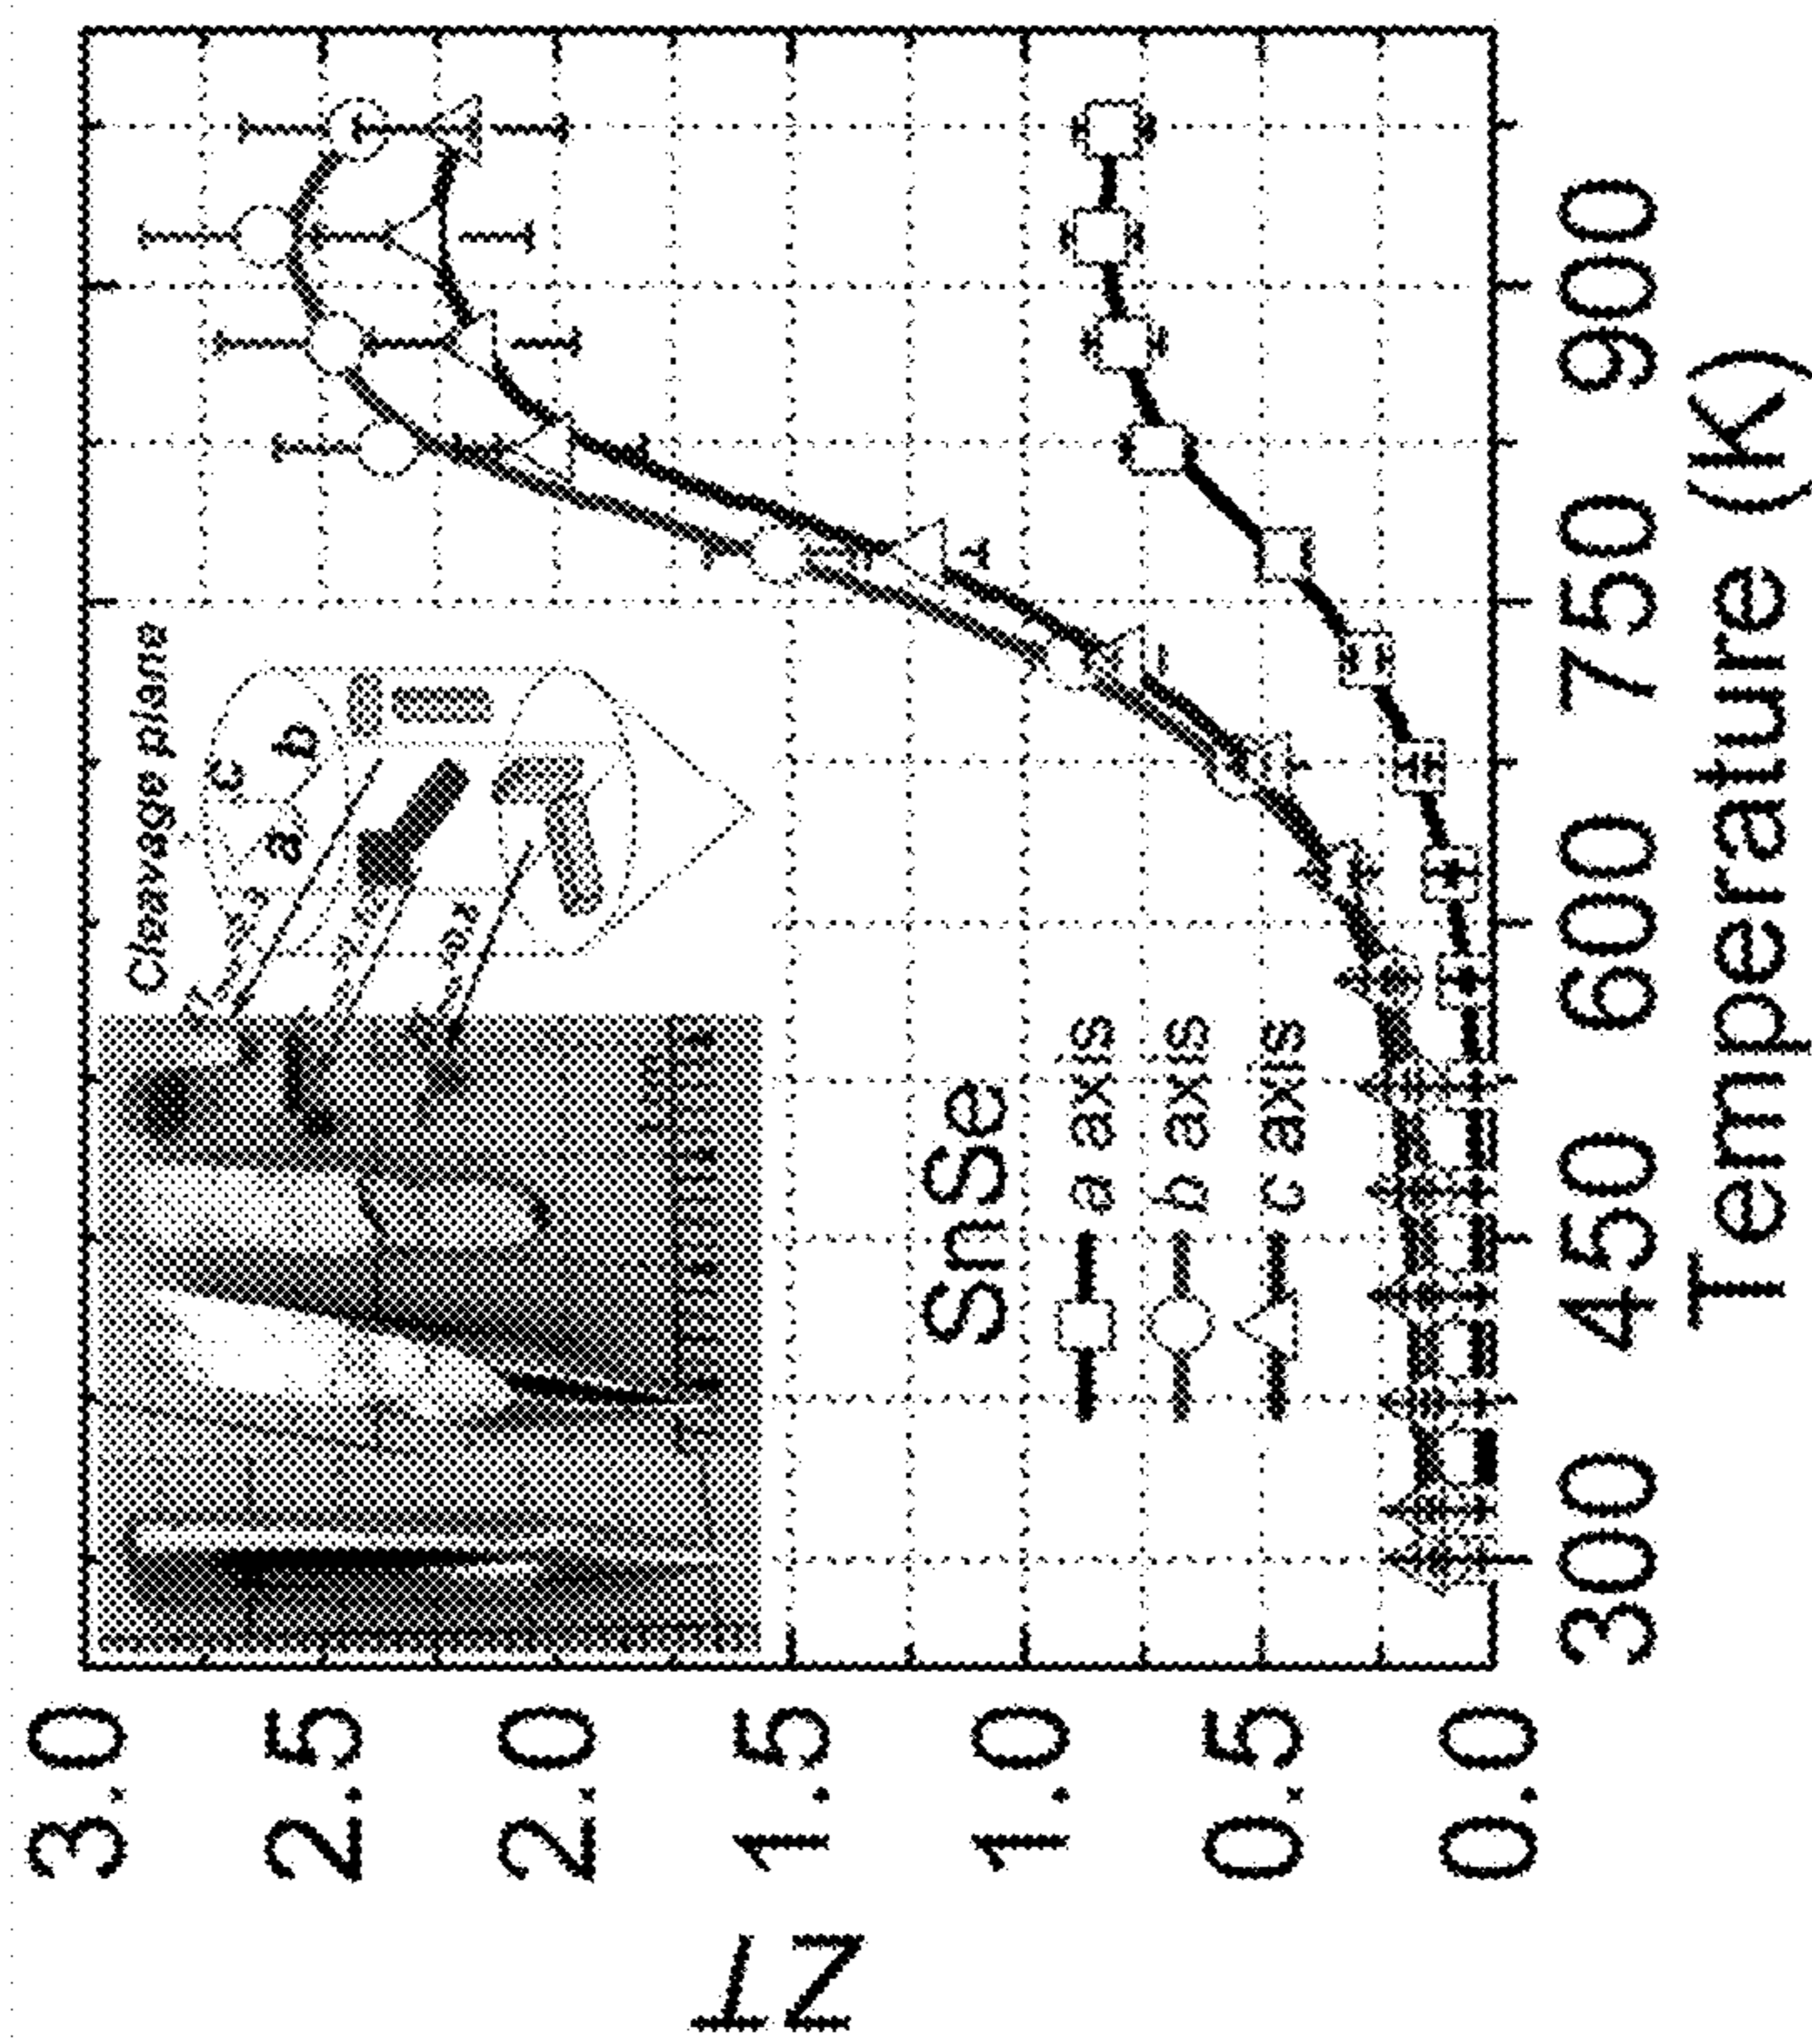 ZT
3.0
2.5
2.0
1.5
1.0
0.5
0.0
Cleavage plane
c
a
b
SnSe
a axis
b axis
c axis
300 450 600 750 900
Temperature (K)